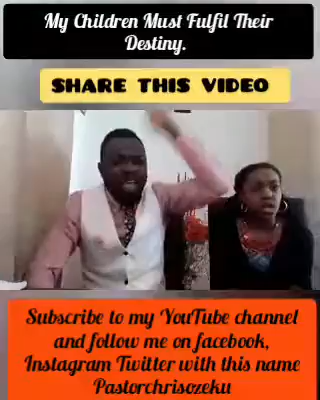 My Children Must Fulfil Their
Destiny.
SHARE THIS VIDEO
Subscribe to my YouTube channel
and follow me on facebook,
Instagram Twitter with this name
Pastorchrisozeku